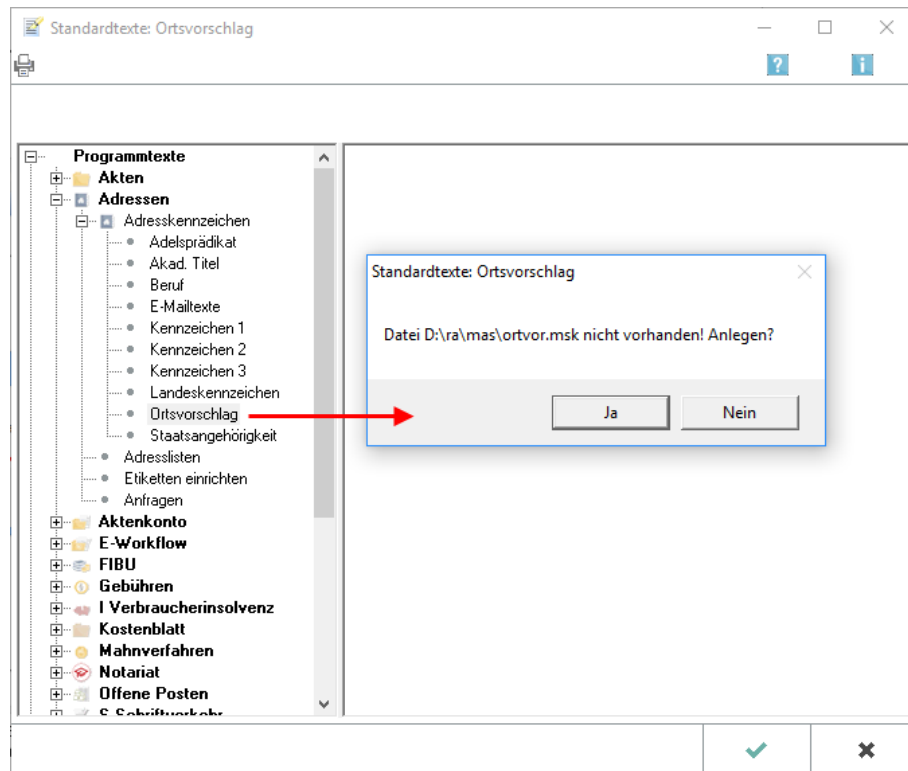 Standardtexte: Ortsvorschlag
?
i
Programmtexte
Akten
Adressen
Adresskennzeichen
Adelsprädikat
Akad. Titel
Beruf
E-Mailtexte
Kennzeichen 1
Kennzeichen 2
Kennzeichen 3
Landeskennzeichen
Ortsvorschlag
Staatsangehörigkeit
Adresslisten
Etiketten einrichten
Anfragen
Aktenkonto
E-Workflow
FIBU
Gebühren
I Verbraucherinsolvenz
Kostenblatt
Mahnverfahren
Notariat
Offene Posten
S Schriftverkehr
Standardtexte: Ortsvorschlag
Datei D:\ra\mas\ortvor.msk nicht vorhanden! Anlegen?
Ja
Nein